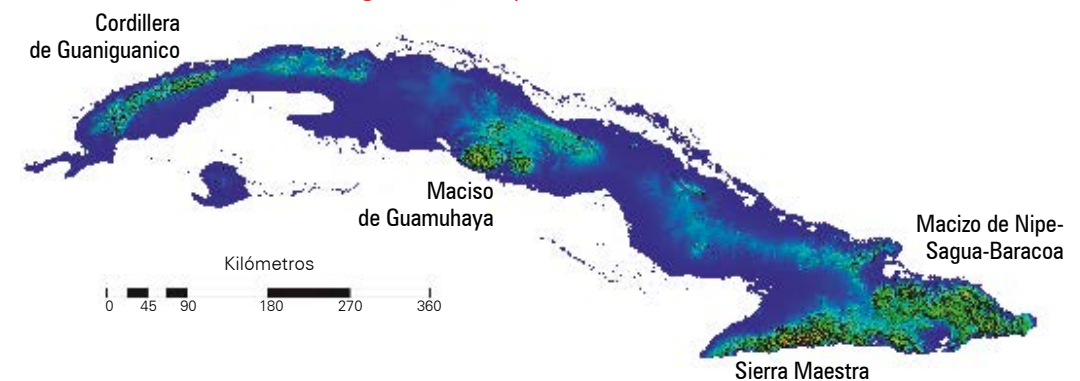 Cordillera
de Guaniguanico
Maciso
de Guamuhaya
Macizo de Nipe-
Sagua-Baracoa
Kilómetros
0 45 90 180 270 360
Sierra Maestra